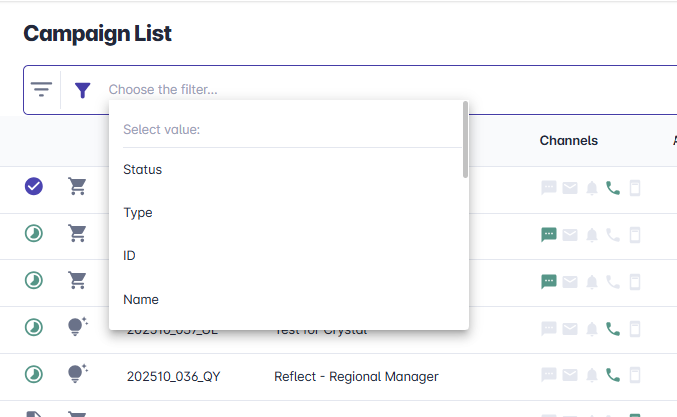 Campaign List
Choose the filter...
Select value:
Channels
Status
Type
ID
Name
Test for Crystal
202510_036_QY Reflect - Regional Manager